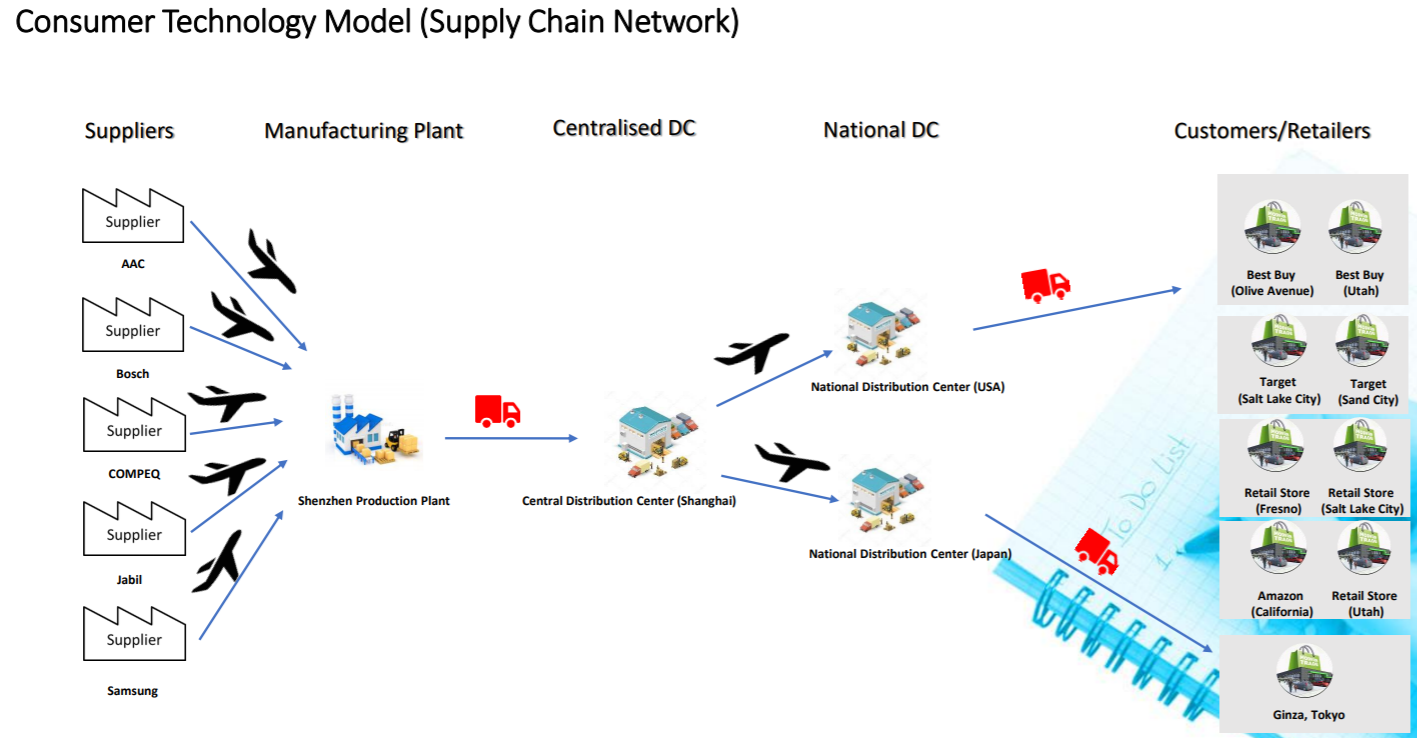 Consumer Technology Model (Supply Chain Network)
Suppliers
Manufacturing Plant
Centralised DC
National DC
Customers/Retailers
Supplier
AAC
Supplier
Bosch
Supplier
COMPEQ
Supplier
Jabil
Supplier
Samsung
Shenzhen Production Plant
Central Distribution Center (Shanghai)
National Distribution Center (USA)
National Distribution Center (Japan)
Best Buy
(Olive Avenue)
Best Buy
(Utah)
Target
(Salt Lake City)
Target
(Sand City)
Retail Store
(Fresno)
Retail Store
(Salt Lake City)
Amazon
(California)
Retail Store
(Utah)
Ginza, Tokyo
To Do List
1